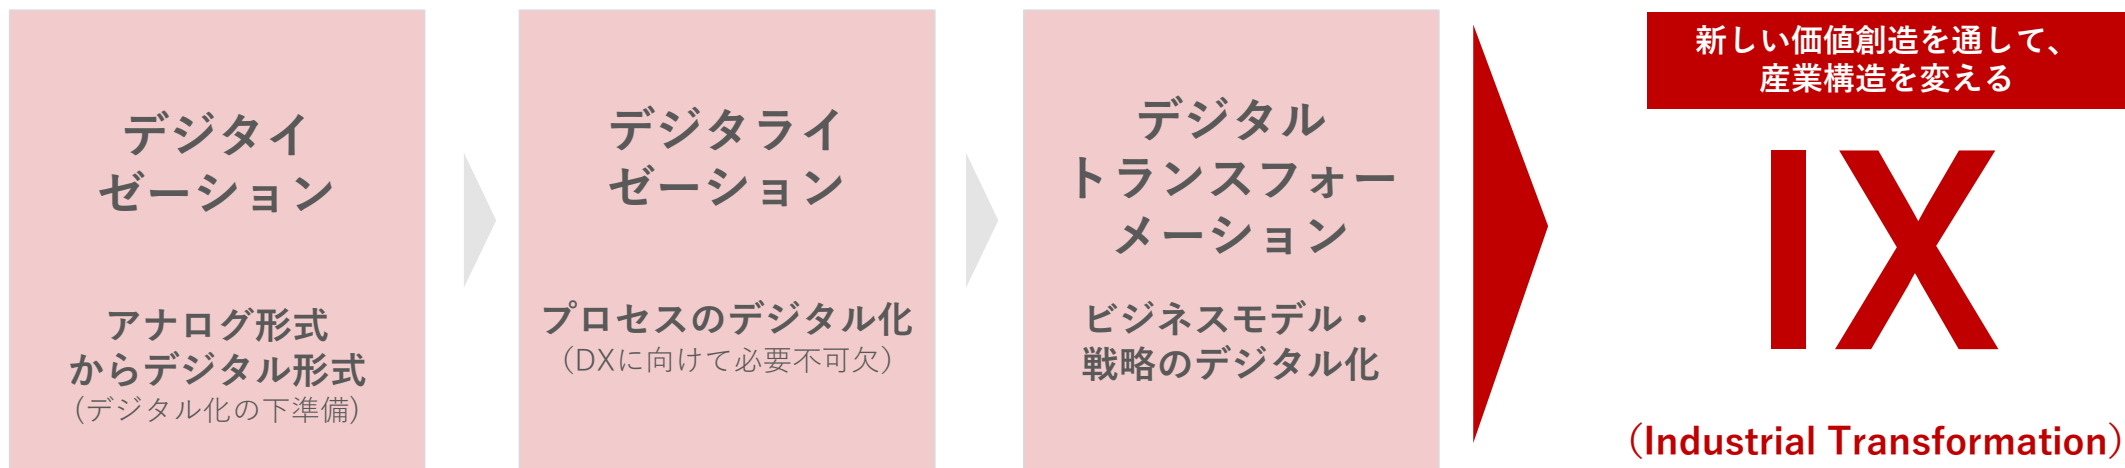 デジタイ
ゼーション
アナログ形式
からデジタル形式
(デジタル化の下準備)
デジタライ
ゼーション
プロセスのデジタル化
（DXに向けて必要不可欠）
デジタル
トランスフォー
メーション
ビジネスモデル・
戦略のデジタル化
新しい価値創造を通して、
産業構造を変える
IX
（Industrial Transformation）